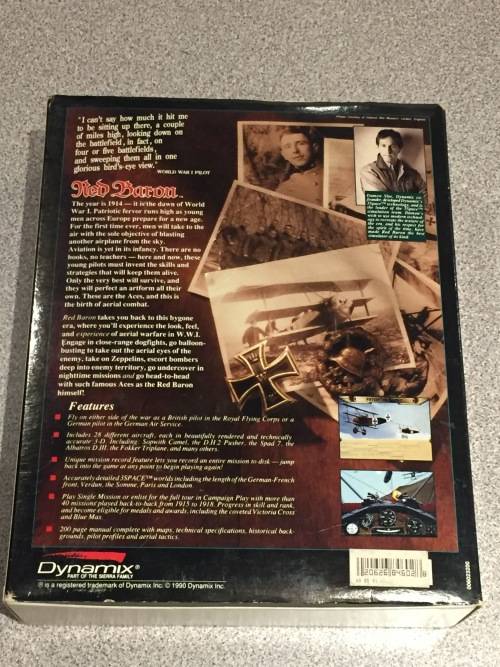 "I can't say how much it hit me
to be sitting up there, a couple
of miles high, looking down on
the battlefield, in fact, on
four or five battlefields,
and sweeping them all in one
glorious bird's-eye view."
WORLD WAR I PILOT
Red Baron
The year is 1914 — it is the dawn of World
War I. Patriotic fervor runs high as young
men across Europe prepare for a new age.
For the first time ever, men will take to the
air with the sole objective of blasting
another airplane from the sky.
Aviation is yet in its infancy. There are no
books, no teachers — here and now, these
young pilots must invent the skills and
strategies that will keep them alive.
Only the very best will survive, and
they will perfect an artform all their
own. These are the Aces, and this is
the birth of aerial combat.
Red Baron takes you back to this bygone
era, where you'll experience the look, feel,
and experience of aerial warfare in W.W.I.
Engage in close-range dogfights, go balloon-
busting to take out the aerial eyes of the
enemy, take on Zeppelins, escort bombers
deep into enemy territory, go undercover in
nighttime missions and go head-to-head
with such famous Aces as the Red Baron
himself!
Damon Slye, Dynamix co-
founder,
Features
Fly on either side of the war as a British pilot in the Royal Flying Corps or a
German pilot in the German Air Service.
Includes 28 different aircraft, each in beautifully rendered and technically
accurate 3-D. Including: Sopwith Camel, the D.H.2 Pusher, the Spad 7, the
Albatros D.III, the Fokker Triplane, and many others.
Unique mission record feature lets you record an entire mission to disk — jump
back into the game at any point to begin playing again!
Accurately detailed 3SPACE™ worlds including the length of the German-French
front, Verdun, the Somme, Paris and London.
Play Single Mission or enlist for the full tour in Campaign Play with more than
40 missions played back-to-back from 1915 to 1918. Progress in skill and rank,
and become eligible for medals and awards, including the coveted Victoria Cross
and Blue Max.
200 page manual complete with maps, technical specifications, historical back-
grounds, pilot profiles and aerial tactics.
Dynamix®
PART OF THE SIERRA FAMILY
® is a registered trademark of Dynamix Inc. © 1990 Dynamix Inc.